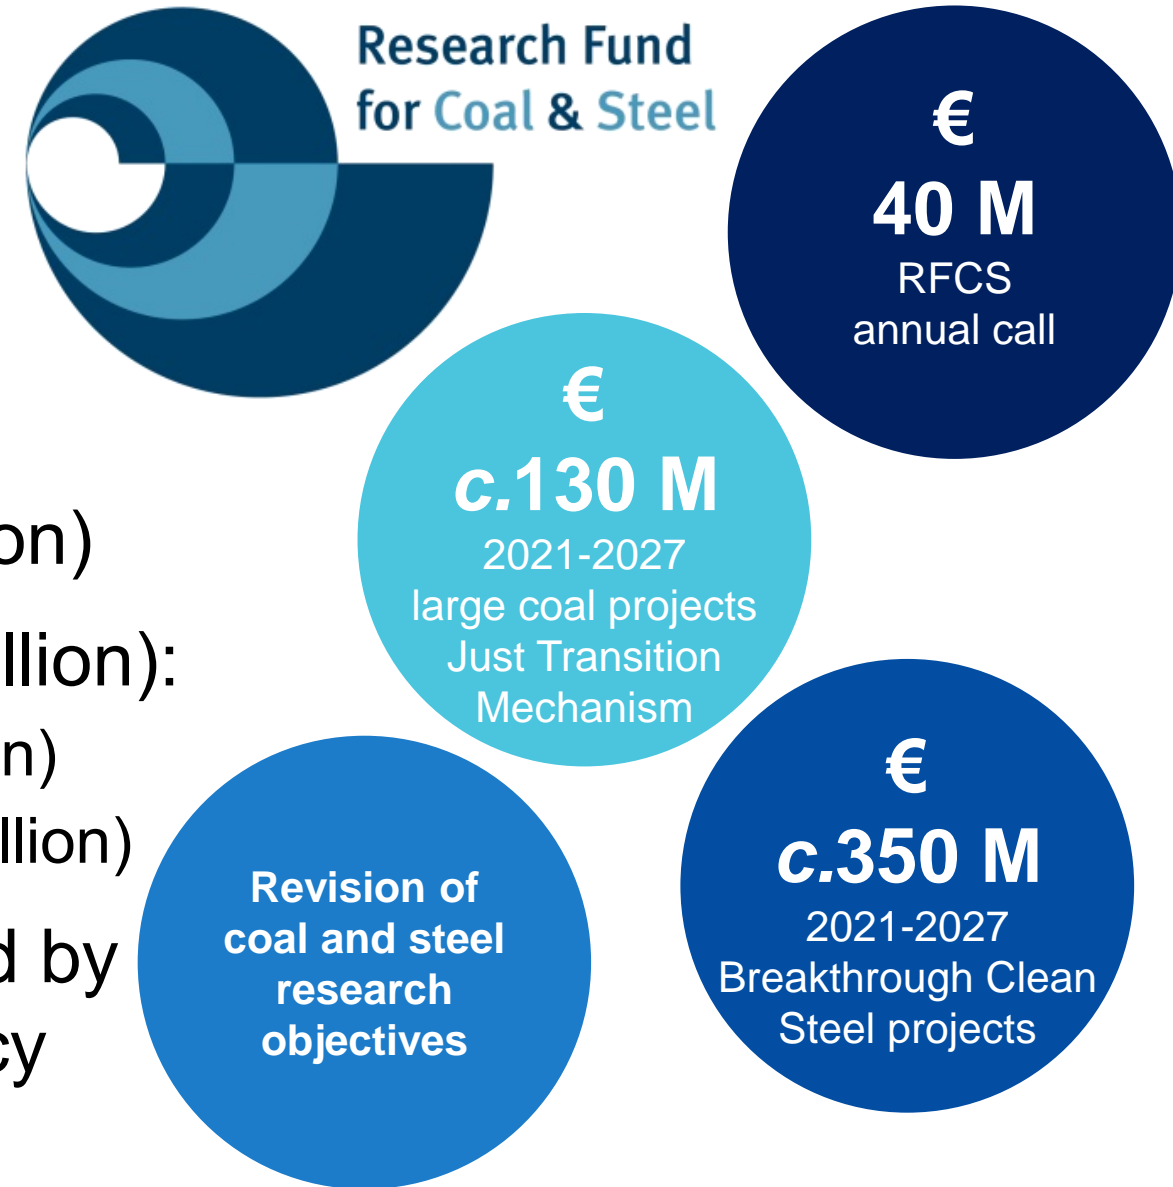 Research Fund
for Coal & Steel
€
40 M
RFCS
annual call
€
c.130 M
2021-2027
large coal projects
Just Transition
Mechanism
on)
llion):
n)
llion)
d by
cy
Revision of
coal and steel
research
objectives
€
c.350 M
2021-2027
Breakthrough Clean
Steel projects